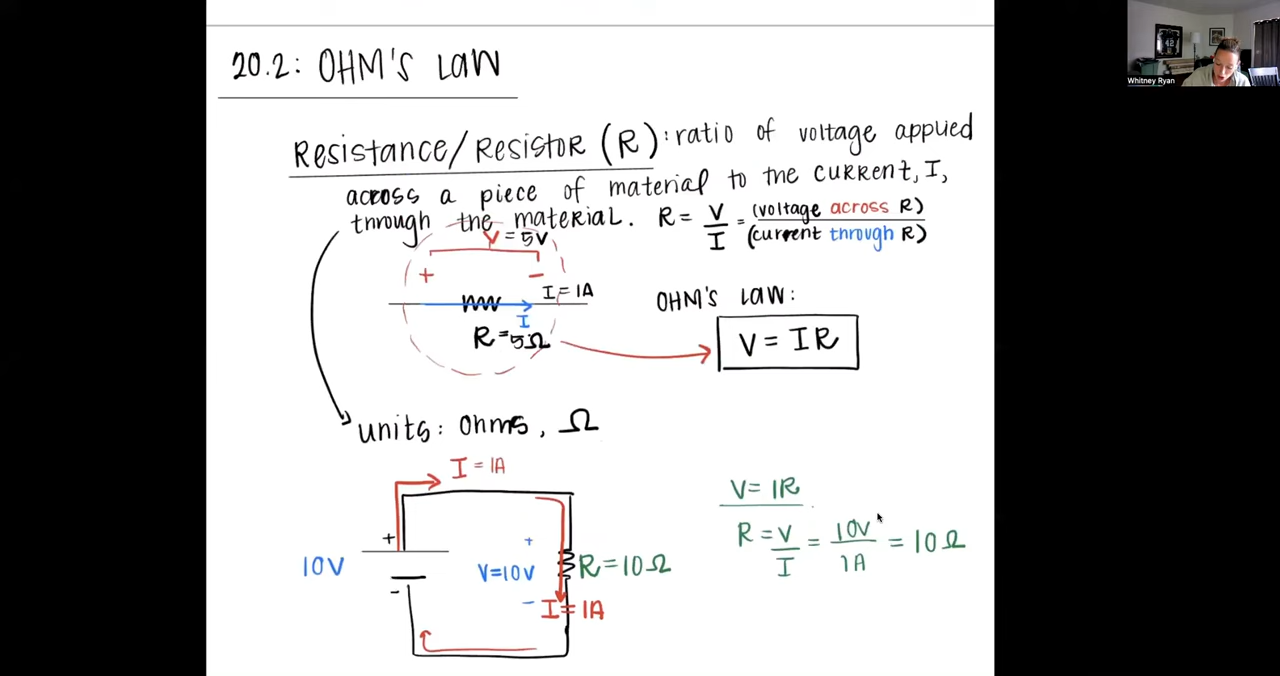 20.2: OHM'S LAW
Whitney Ryan
Resistance/Resistor (R): ratio of voltage applied
across a piece of material to the current, I,
through the material. R = V/I = (voltage across R)/(current through R)
V = 5V
+ −
I = 1A
I
R = 5Ω
OHM'S LAW:
V = IR
units: Ohms, Ω
I = 1A
V = IR
R = V/I = 10V/1A = 10Ω
+
10V
-
+
V=10V
−
R = 10Ω
I = 1A